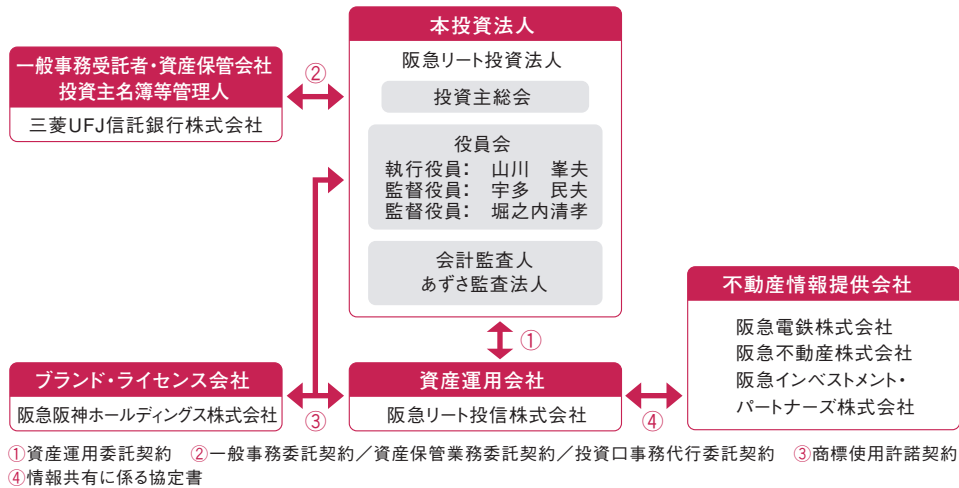 本投資法人
阪急リート投資法人
投資主総会
役員会
執行役員： 山川　峯夫
監督役員： 宇多　民夫
監督役員： 堀之内清孝
会計監査人
あずさ監査法人
一般事務受託者・資産保管会社
投資主名簿等管理人
三菱UFJ信託銀行株式会社
②
①
不動産情報提供会社
阪急電鉄株式会社
阪急不動産株式会社
阪急インベストメント・
パートナーズ株式会社
ブランド・ライセンス会社
阪急阪神ホールディングス株式会社
③
資産運用会社
阪急リート投信株式会社
④
①資産運用委託契約　②一般事務委託契約／資産保管業務委託契約／投資口事務代行委託契約　③商標使用許諾契約
④情報共有に係る協定書